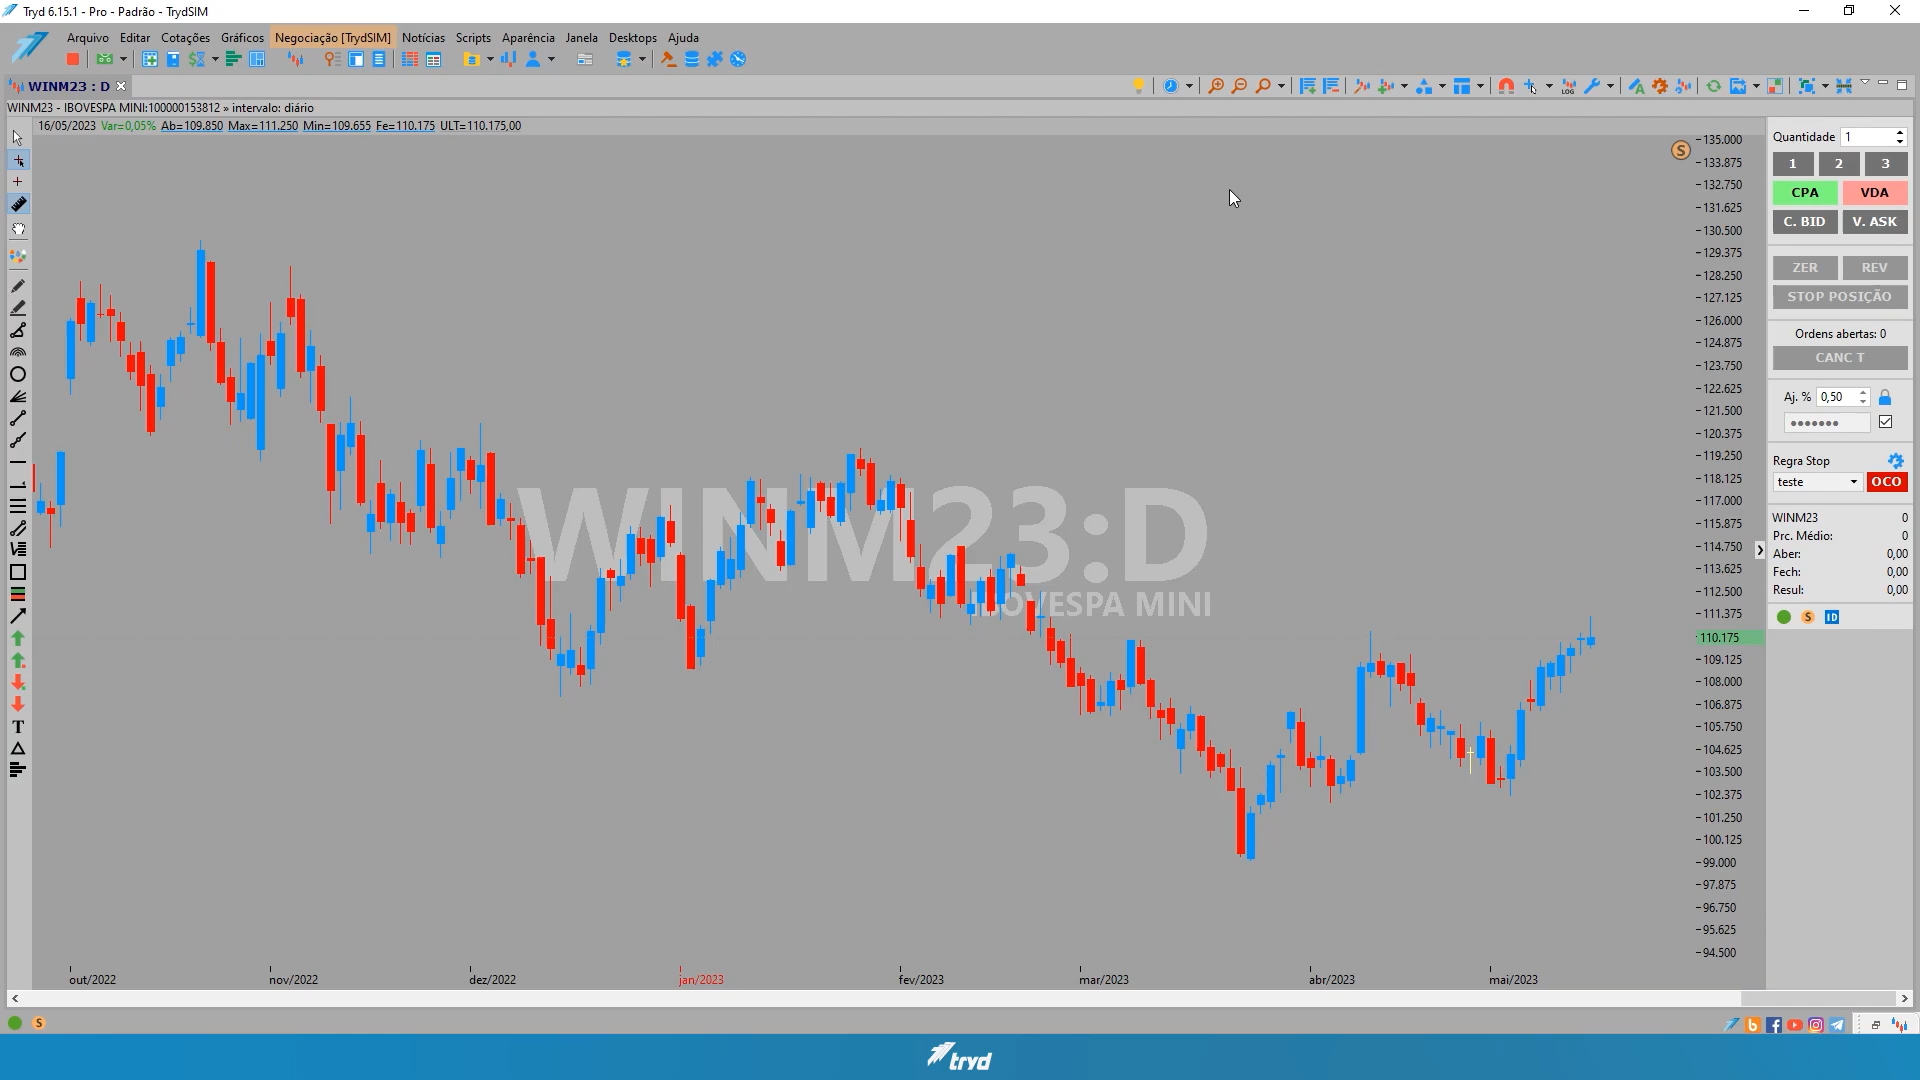 Tryd 6.15.1 - Pro - Padrão - TrydSIM
Arquivo Editar Cotações Gráficos Negociação [TrydSIM] Notícias Scripts Aparência Janela Desktops Ajuda
WINM23 : D
LOG
WINM23 - IBOVESPA MINI:100000153812 » intervalo: diário
16/05/2023 Var=0,05% Ab=109.850 Max=111.250 Min=109.655 Fe=110.175 ULT=110.175,00
S
T
WINM23:D
IBOVESPA MINI
135.000
133.875
132.750
131.625
130.500
129.375
128.250
127.125
126.000
124.875
123.750
122.625
121.500
120.375
119.250
118.125
117.000
115.875
114.750
113.625
112.500
111.375
110.175
109.125
108.000
106.875
105.750
104.625
103.500
102.375
101.250
100.125
99.000
97.875
96.750
95.625
94.500
out/2022 nov/2022 dez/2022 jan/2023 fev/2023 mar/2023 abr/2023 mai/2023
Quantidade 1
1 2 3
CPA VDA
C. BID V. ASK
ZER REV
STOP POSIÇÃO
Ordens abertas: 0
CANC T
Aj. % 0,50
Regra Stop
teste OCO
WINM23 0
Prc. Médio: 0
Aber: 0,00
Fech: 0,00
Resul: 0,00
S ID
S
tryd